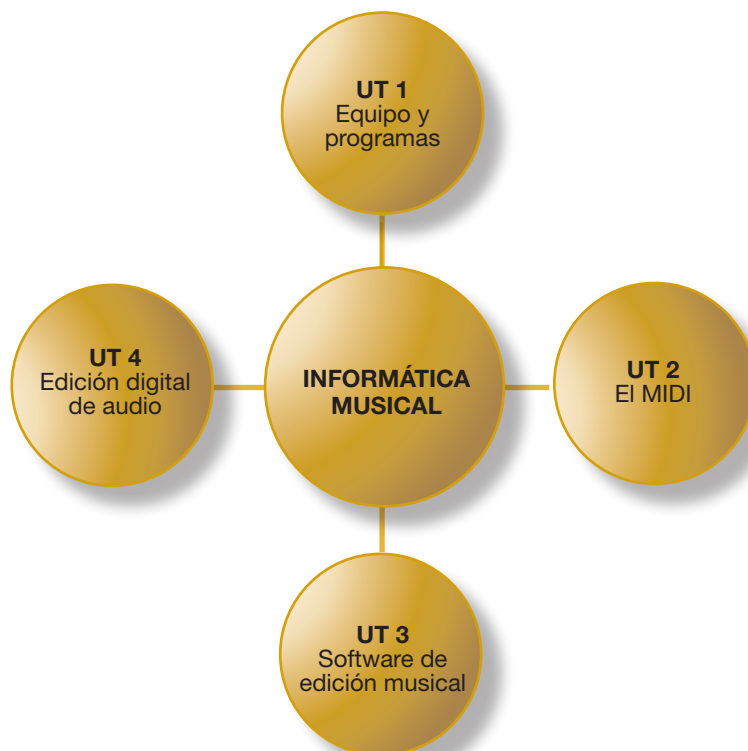 UT 1
Equipo y
programas
UT 4
Edición digital
de audio
INFORMÁTICA
MUSICAL
UT 2
El MIDI
UT 3
Software de
edición musical